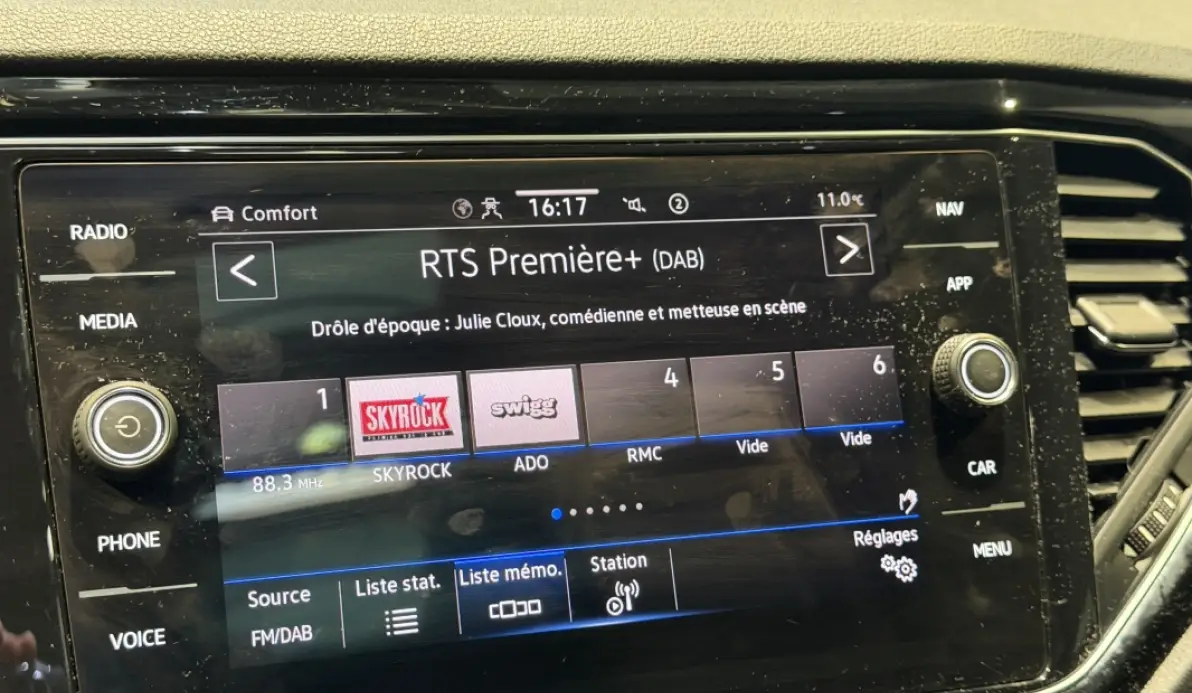 Comfort 16:17 2 11.0°C
RTS Première+ (DAB)
Drôle d'époque : Julie Cloux, comédienne et metteuse en scène
1 SKYROCK swigg 4 5 6
88.3 MHz SKYROCK ADO RMC Vide Vide
Réglages
Source Liste stat. Liste mémo. Station
FM/DAB
RADIO
MEDIA
PHONE
VOICE
NAV
APP
CAR
MENU